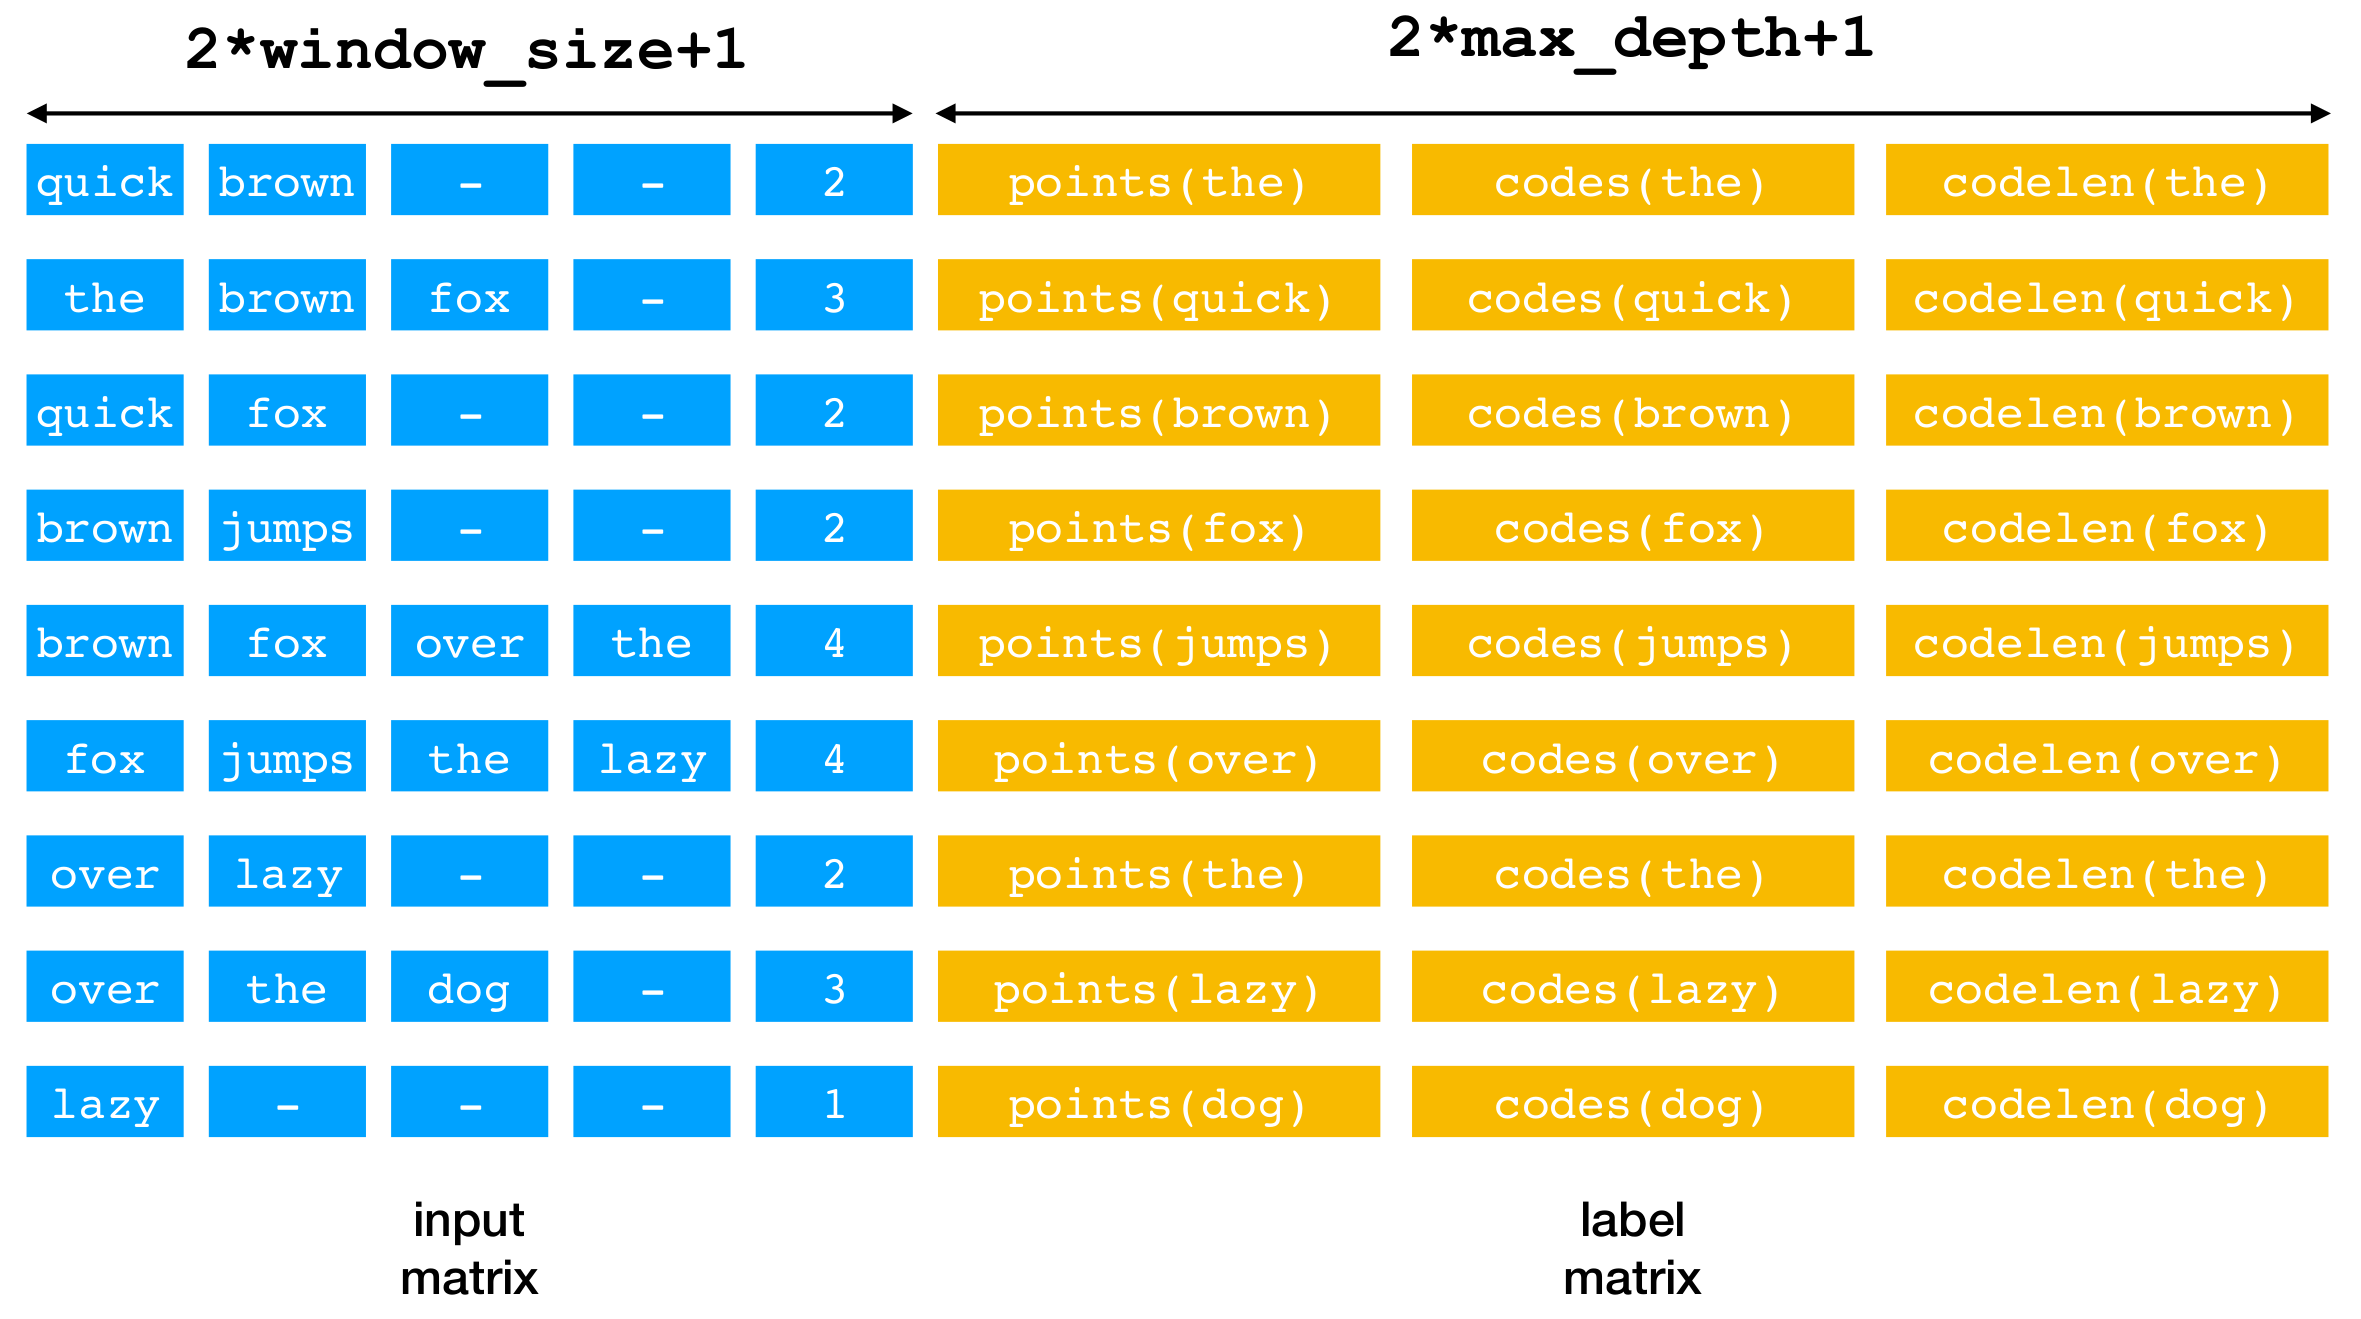 2*window_size+1 2*max_depth+1
quick brown - - 2 points(the) codes(the) codelen(the)
the brown fox - 3 points(quick) codes(quick) codelen(quick)
quick fox - - 2 points(brown) codes(brown) codelen(brown)
brown jumps - - 2 points(fox) codes(fox) codelen(fox)
brown fox over the 4 points(jumps) codes(jumps) codelen(jumps)
fox jumps the lazy 4 points(over) codes(over) codelen(over)
over lazy - - 2 points(the) codes(the) codelen(the)
over the dog - 3 points(lazy) codes(lazy) codelen(lazy)
lazy - - - 1 points(dog) codes(dog) codelen(dog)
input
matrix
label
matrix